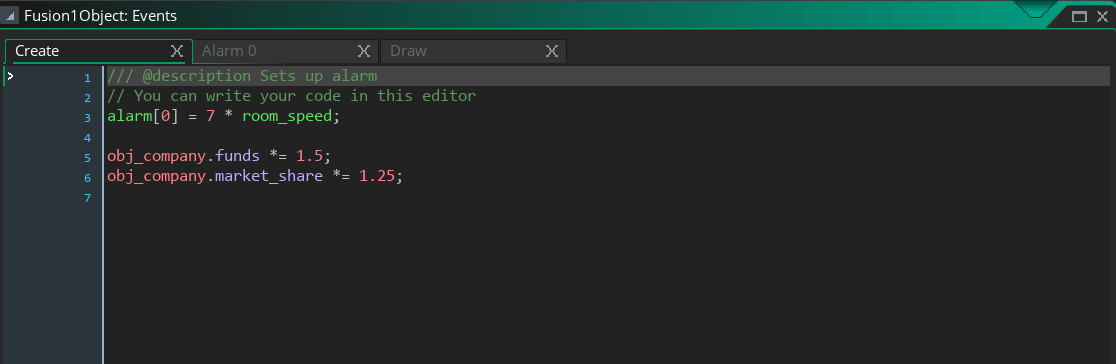 Fusion1Object: Events
Create Alarm 0 Draw
1 /// @description Sets up alarm
2 // You can write your code in this editor
3 alarm[0] = 7 * room_speed;
4
5 obj_company.funds *= 1.5;
6 obj_company.market_share *= 1.25;
7